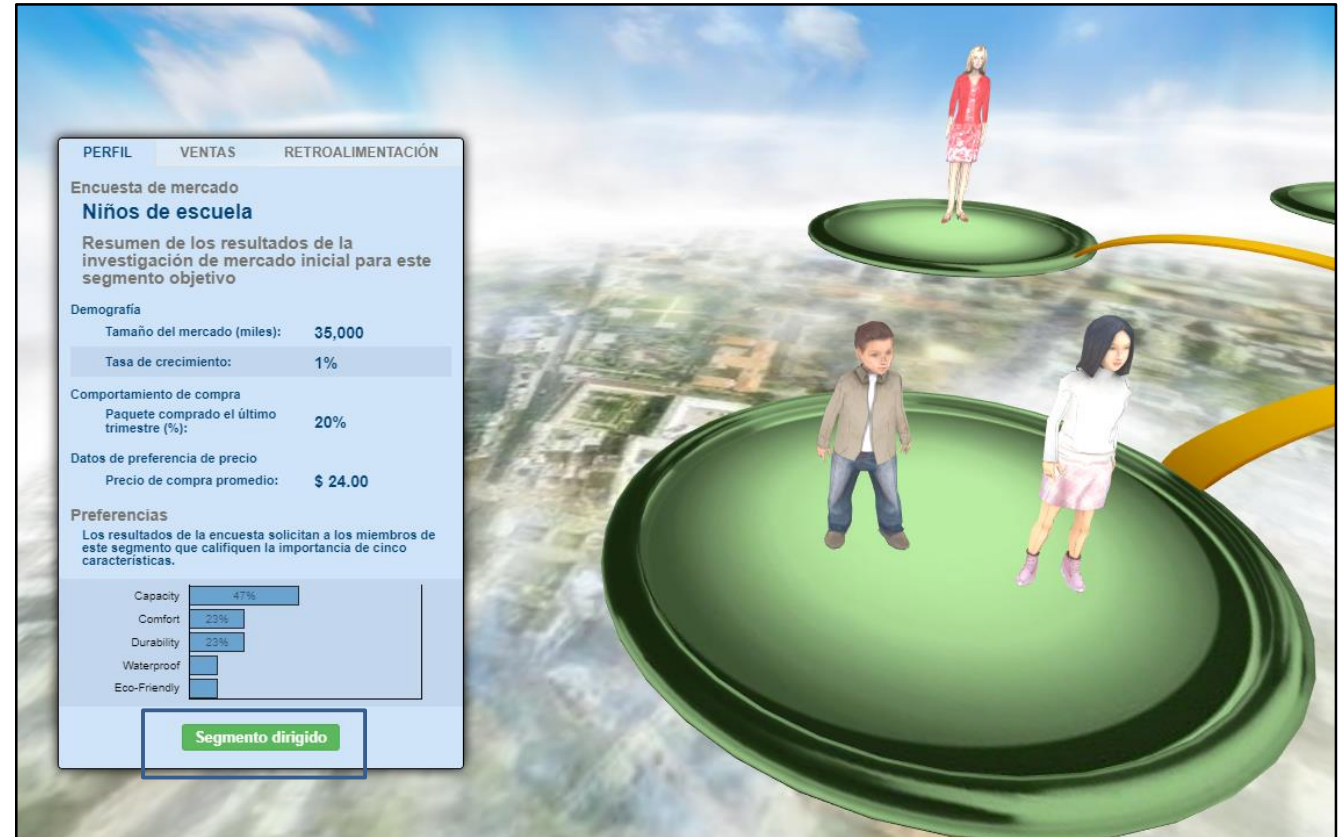 PERFIL VENTAS RETROALIMENTACIÓN
Encuesta de mercado
Niños de escuela
Resumen de los resultados de la
investigación de mercado inicial para este
segmento objetivo
Demografía
Tamaño del mercado (miles): 35,000
Tasa de crecimiento: 1%
Comportamiento de compra
Paquete comprado el último
trimestre (%): 20%
Datos de preferencia de precio
Precio de compra promedio: $ 24.00
Preferencias
Los resultados de la encuesta solicitan a los miembros de
este segmento que califiquen la importancia de cinco
características.
Capacity 47%
Comfort 23%
Durability 23%
Waterproof
Eco-Friendly
Segmento dirigido